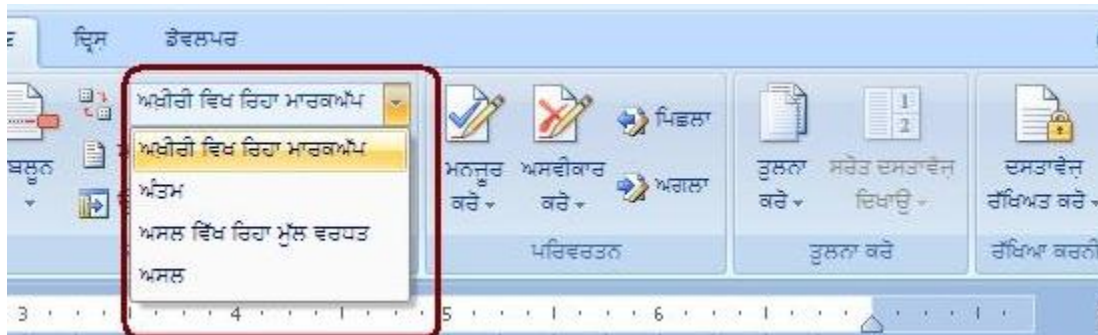 ਦ੍ਰਿਸ਼ ਡੇਵਲਪਰ
ਅਖ਼ੀਰੀ ਵਿਖ ਰਿਹਾ ਮਾਰਕਅੱਪ
ਅਖ਼ੀਰੀ ਵਿਖ ਰਿਹਾ ਮਾਰਕਅੱਪ
ਅੰਤਮ
ਅਸਲ ਵਿੱਖ ਰਿਹਾ ਮੁੱਲ ਵਰਧਤ
ਅਸਲ
ਮਨਜ਼ੂਰ ਕਰੋ
ਅਸਵੀਕਾਰ ਕਰੋ
ਪਿਛਲਾ
ਅਗਲਾ
ਪਰਿਵਰਤਨ
ਤੁਲਨਾ ਕਰੋ
ਸਰੋਤ ਦਸਤਾਵੇਜ਼ ਦਿਖਾਉ
ਤੁਲਨਾ ਕਰੋ
ਦਸਤਾਵੇਜ਼ ਰੱਖਿਅਤ ਕਰੋ
ਰੱਖਿਆ ਕਰਨੀ
3 4 5 6